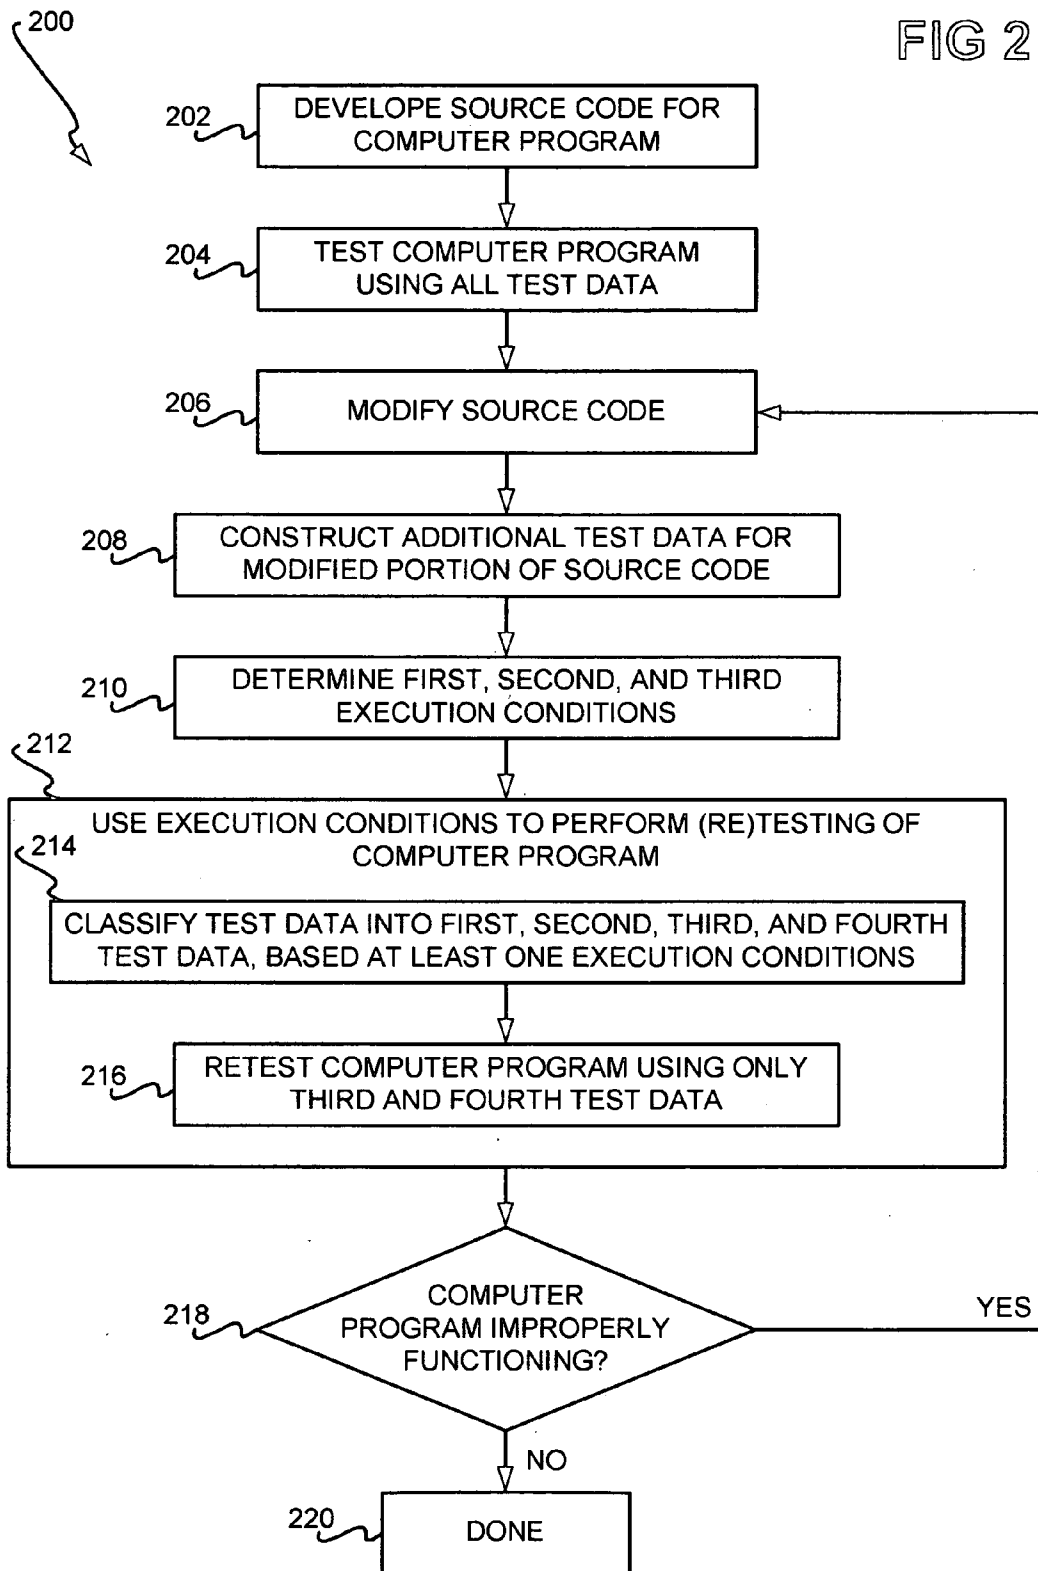 200
FIG 2
202
DEVELOPE SOURCE CODE FOR
COMPUTER PROGRAM
204
TEST COMPUTER PROGRAM
USING ALL TEST DATA
206
MODIFY SOURCE CODE
208
CONSTRUCT ADDITIONAL TEST DATA FOR
MODIFIED PORTION OF SOURCE CODE
210
DETERMINE FIRST, SECOND, AND THIRD
EXECUTION CONDITIONS
212
USE EXECUTION CONDITIONS TO PERFORM (RE)TESTING OF
COMPUTER PROGRAM
214
CLASSIFY TEST DATA INTO FIRST, SECOND, THIRD, AND FOURTH
TEST DATA, BASED AT LEAST ONE EXECUTION CONDITIONS
216
RETEST COMPUTER PROGRAM USING ONLY
THIRD AND FOURTH TEST DATA
218
COMPUTER
PROGRAM IMPROPERLY
FUNCTIONING?
YES
NO
220
DONE